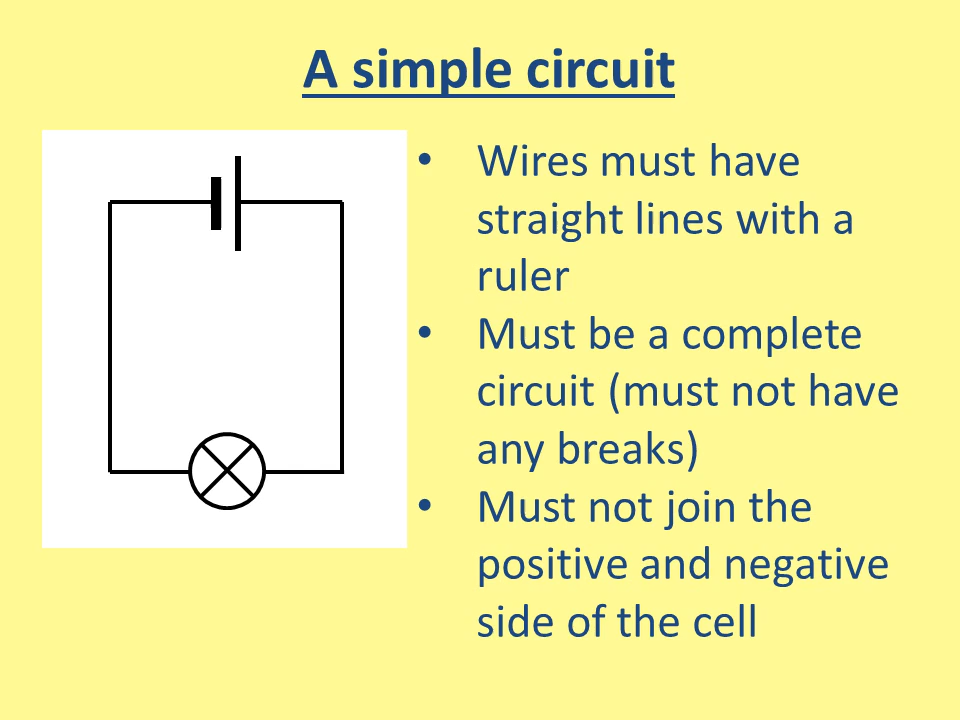 A simple circuit
• Wires must have
straight lines with a
ruler
• Must be a complete
circuit (must not have
any breaks)
• Must not join the
positive and negative
side of the cell